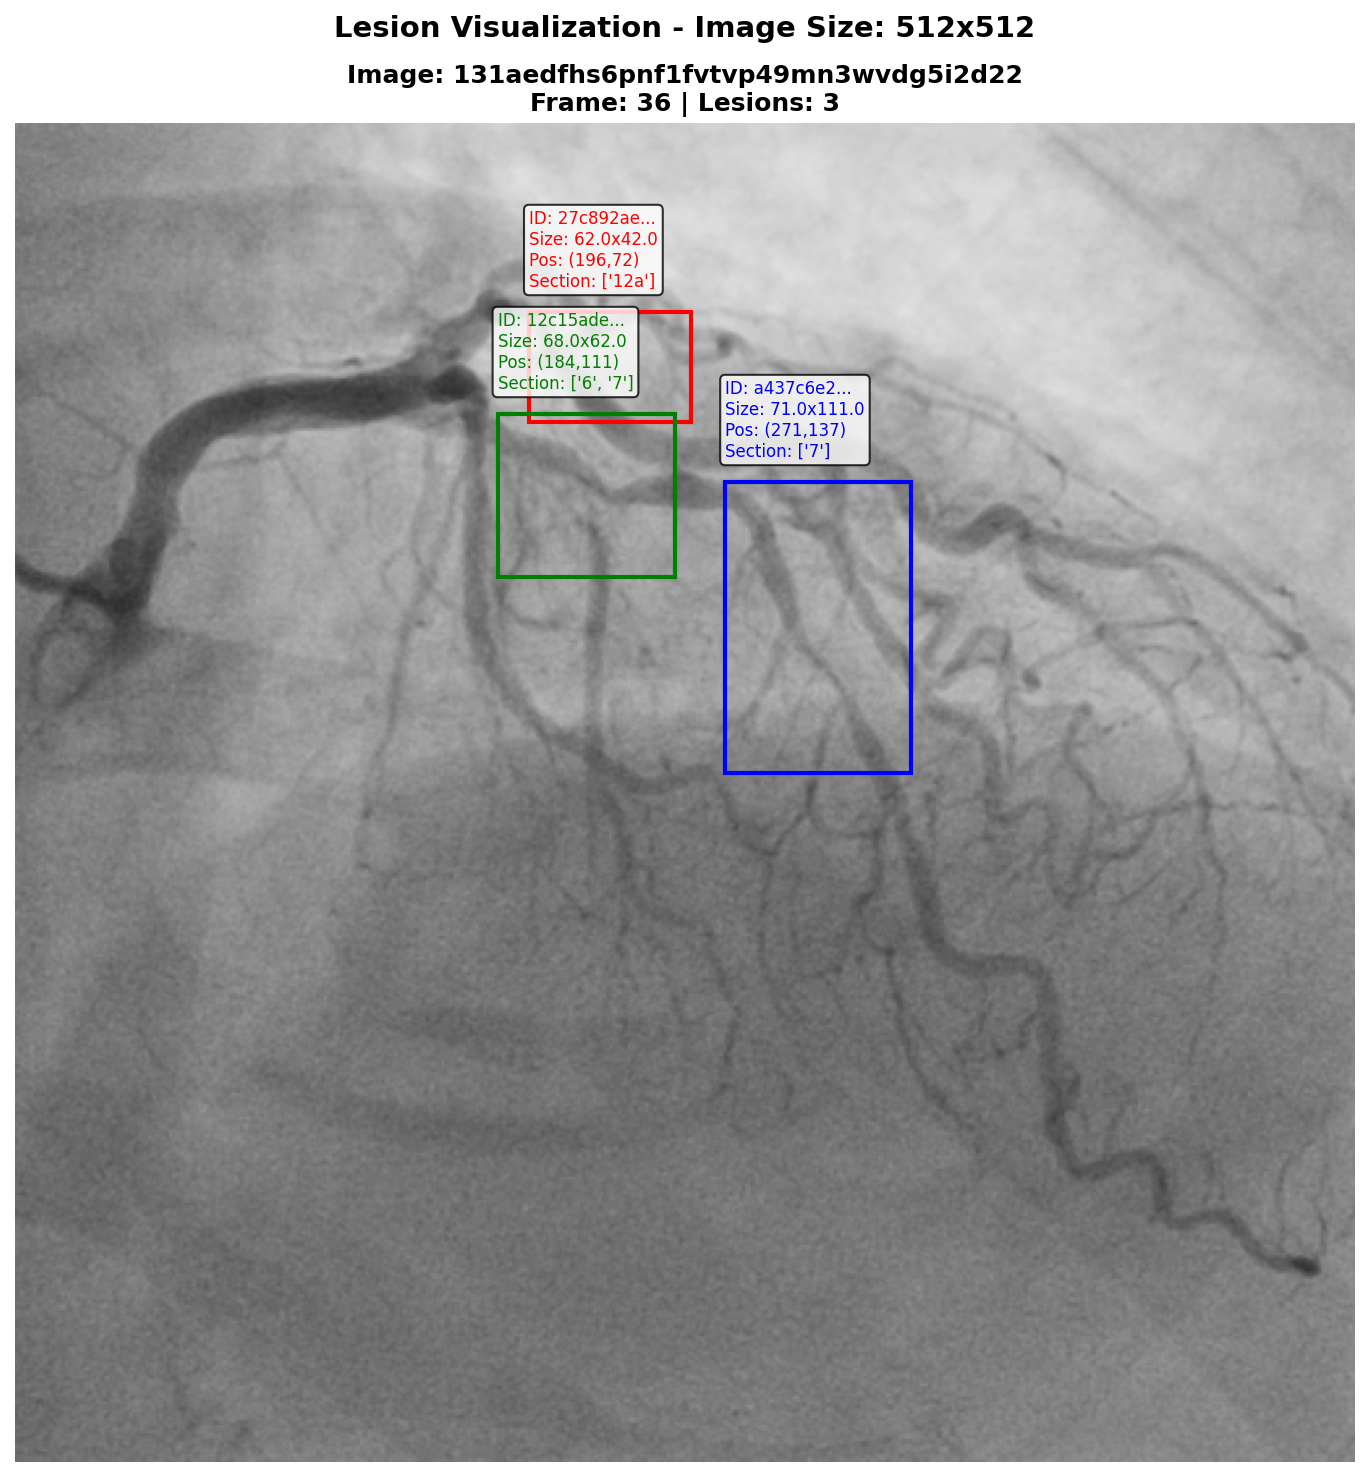 Lesion Visualization - Image Size: 512x512
Image: 131aedfhs6pnf1fvtvp49mn3wvdg5i2d22
Frame: 36 | Lesions: 3
ID: 27c892ae...
Size: 62.0x42.0
Pos: (196,72)
Section: ['12a']
ID: 12c15ade...
Size: 68.0x62.0
Pos: (184,111)
Section: ['6', '7']
ID: a437c6e2...
Size: 71.0x111.0
Pos: (271,137)
Section: ['7']